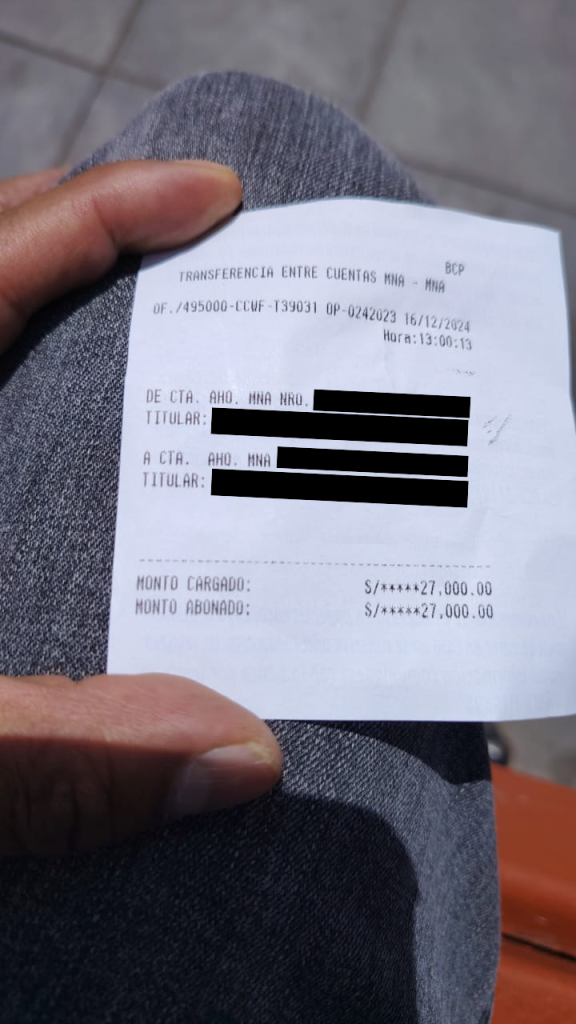 BCP
TRANSFERENCIA ENTRE CUENTAS MNA - MNA
OF./495000-CCWF-T39031 OP-0242023 16/12/2024
Hora:13:00:13
DE CTA. AHO. MNA NRO.
TITULAR:
A CTA. AHO. MNA
TITULAR:
MONTO CARGADO: S/*****27,000.00
MONTO ABONADO: S/*****27,000.00